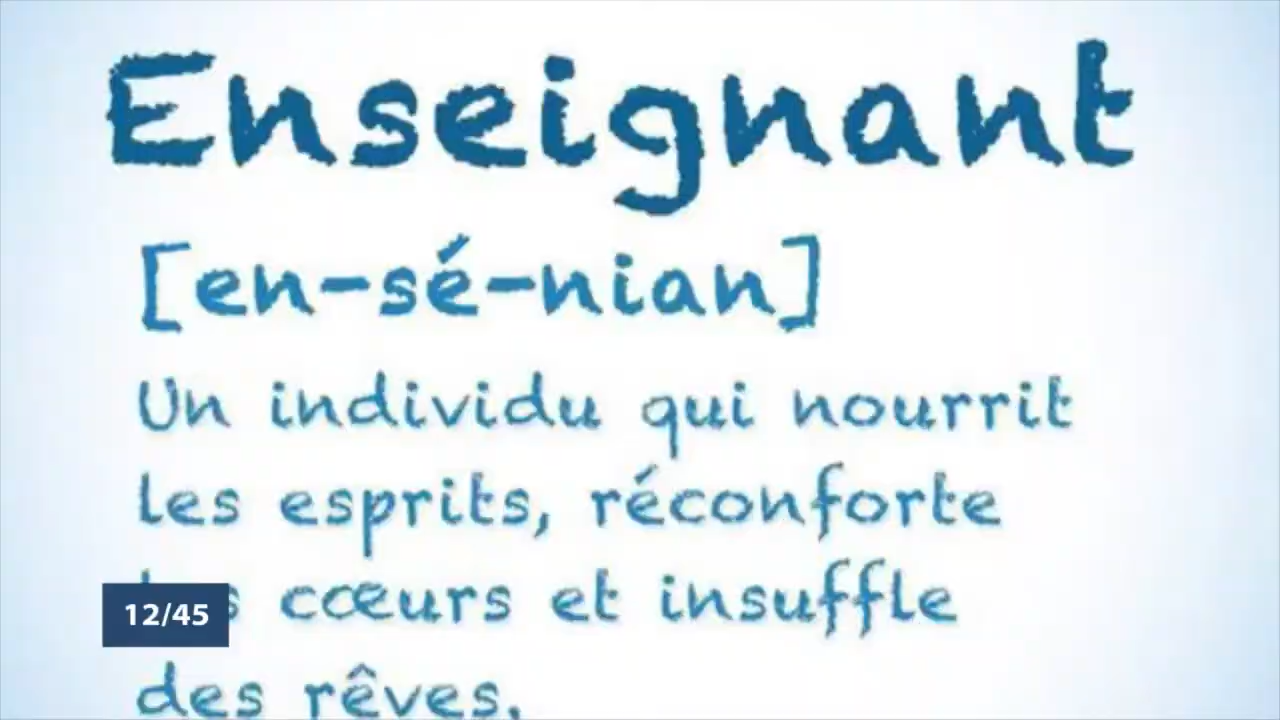 Enseignant
[en-sé-nian]
Un individu qui nourrit
les esprits, réconforte
cœurs et insuffle
des rêves.
12/45